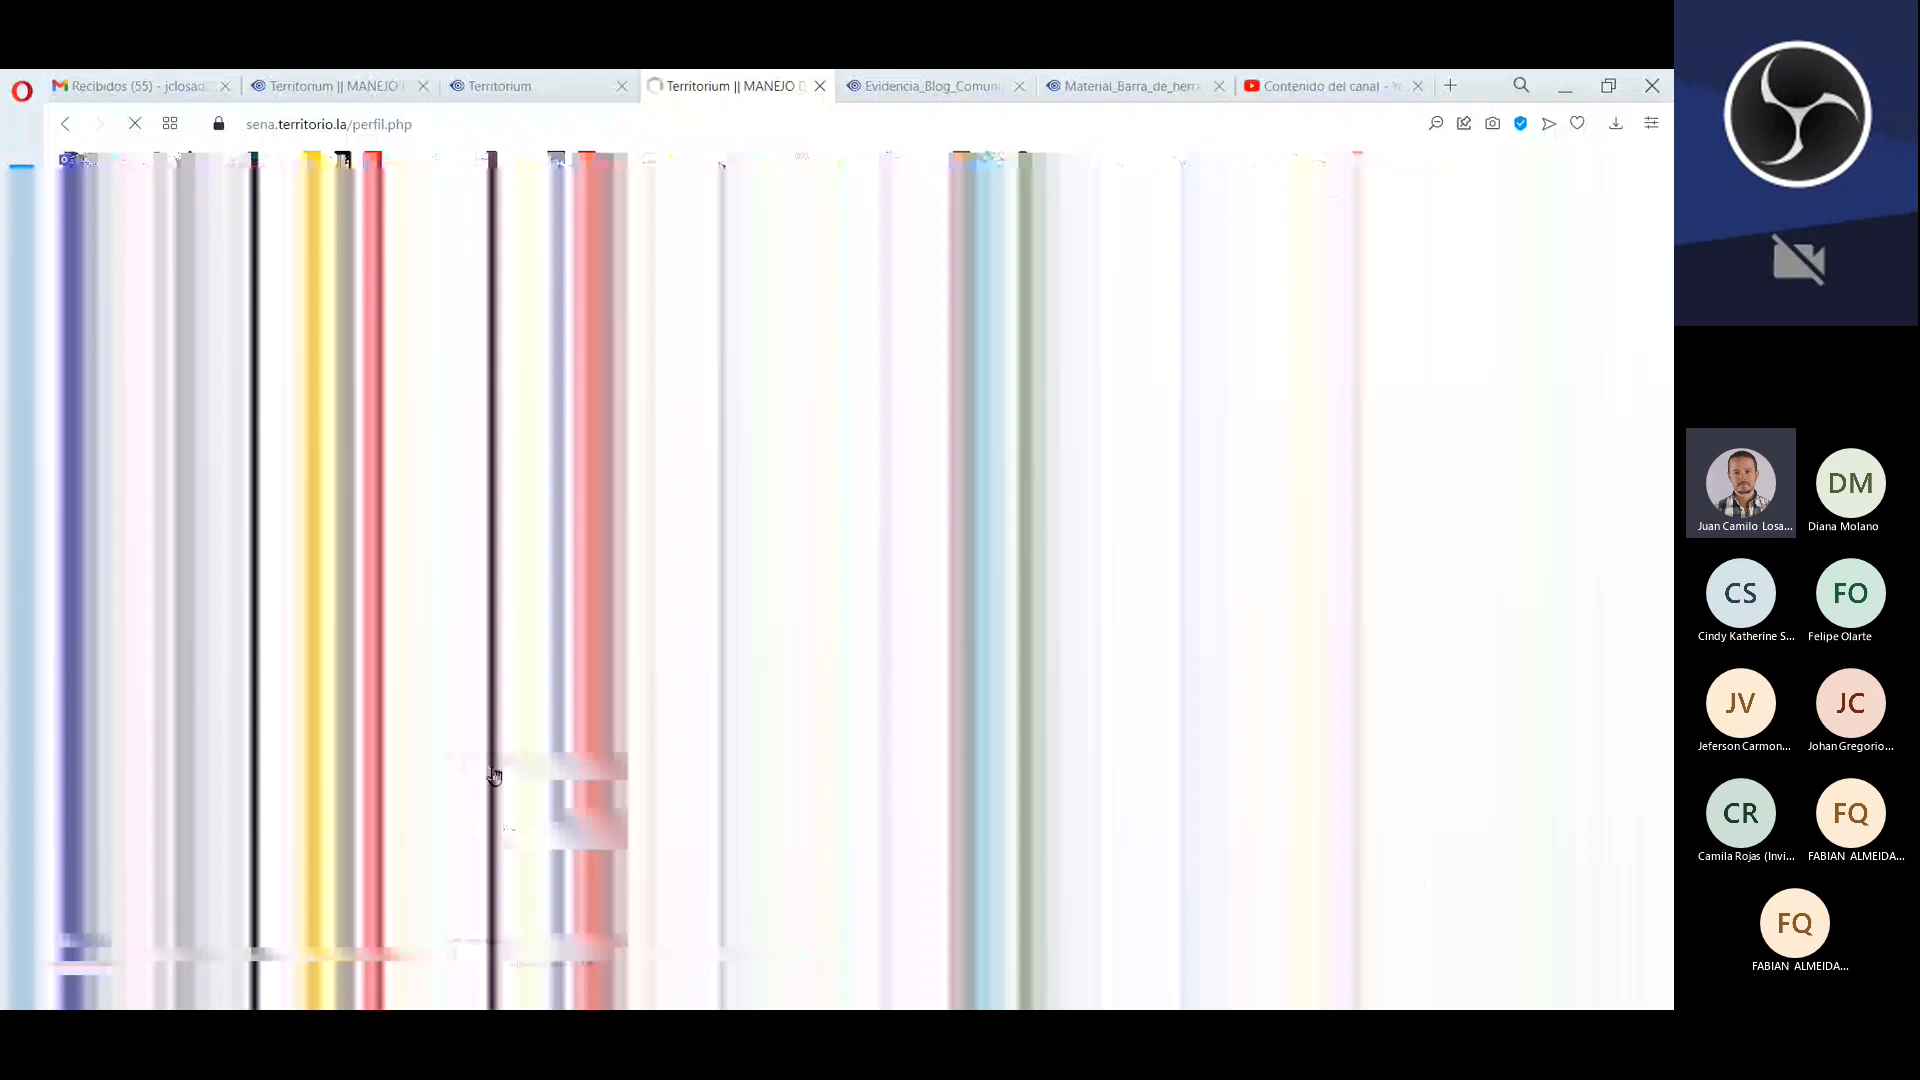 Recibidos (55) - jclosad
Territorium || MANEJO
Territorium
Territorium || MANEJO D
Evidencia_Blog_Comuni
Material_Barra_de_herra
Contenido del canal - Y
sena.territorio.la/perfil.php
Juan Camilo Losa...
DM
Diana Molano
CS
Cindy Katherine S...
FO
Felipe Olarte
JV
Jeferson Carmon...
JC
Johan Gregorio...
CR
Camila Rojas (Invi...
FQ
FABIAN ALMEIDA...
FQ
FABIAN ALMEIDA...